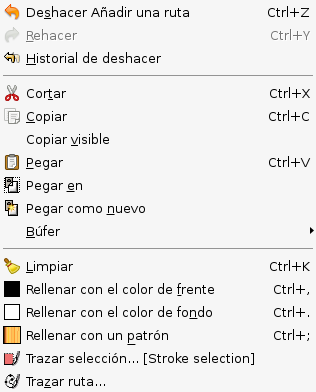 Deshacer Añadir una ruta Ctrl+Z
Rehacer Ctrl+Y
Historial de deshacer
Cortar Ctrl+X
Copiar Ctrl+C
Copiar visible
Pegar Ctrl+V
Pegar en
Pegar como nuevo
Búfer
Limpiar Ctrl+K
Rellenar con el color de frente Ctrl+,
Rellenar con el color de fondo Ctrl+.
Rellenar con un patrón Ctrl+;
Trazar selección... [Stroke selection]
Trazar ruta...